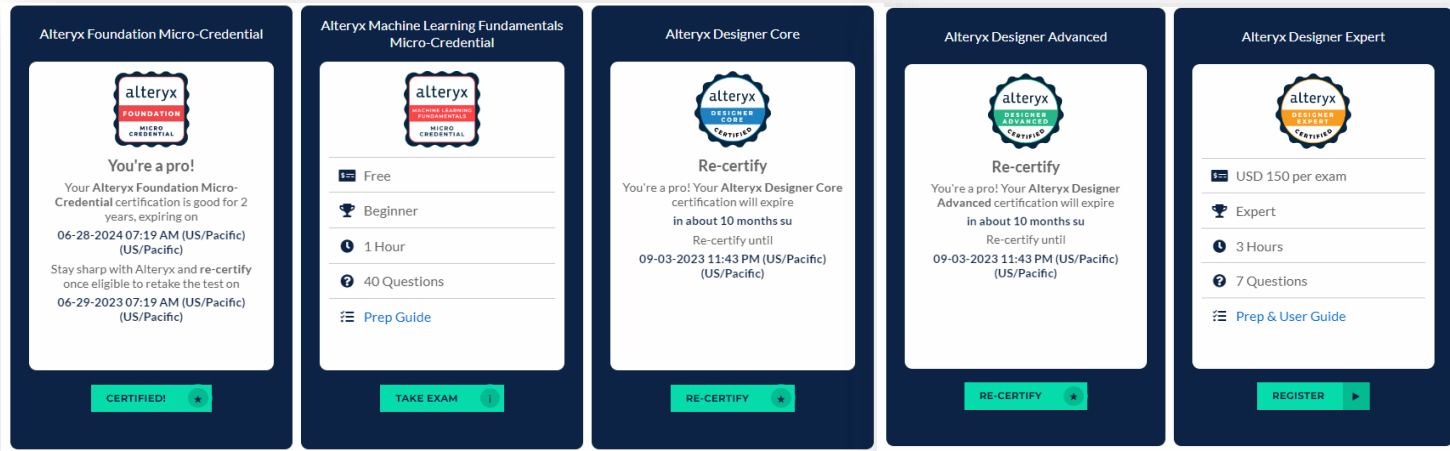 Alteryx Foundation Micro-Credential
alteryx
FOUNDATION
MICRO
CREDENTIAL
You're a pro!
Your Alteryx Foundation Micro-
Credential certification is good for 2
years, expiring on
06-28-2024 07:19 AM (US/Pacific)
(US/Pacific)
Stay sharp with Alteryx and re-certify
once eligible to retake the test on
06-29-2023 07:19 AM (US/Pacific)
(US/Pacific)
CERTIFIED!
Alteryx Machine Learning Fundamentals
Micro-Credential
alteryx
MACHINE LEARNING
FUNDAMENTALS
MICRO
CREDENTIAL
Free
Beginner
1 Hour
40 Questions
Prep Guide
TAKE EXAM
Alteryx Designer Core
alteryx
DESIGNER
CORE
CERTIFIED
Re-certify
You're a pro! Your Alteryx Designer Core
certification will expire
in about 10 months su
Re-certify until
09-03-2023 11:43 PM (US/Pacific)
(US/Pacific)
RE-CERTIFY
Alteryx Designer Advanced
alteryx
DESIGNER
ADVANCED
CERTIFIED
Re-certify
You're a pro! Your Alteryx Designer
Advanced certification will expire
in about 10 months su
Re-certify until
09-03-2023 11:43 PM (US/Pacific)
(US/Pacific)
RE-CERTIFY
Alteryx Designer Expert
alteryx
DESIGNER
EXPERT
CERTIFIED
USD 150 per exam
Expert
3 Hours
7 Questions
Prep & User Guide
REGISTER